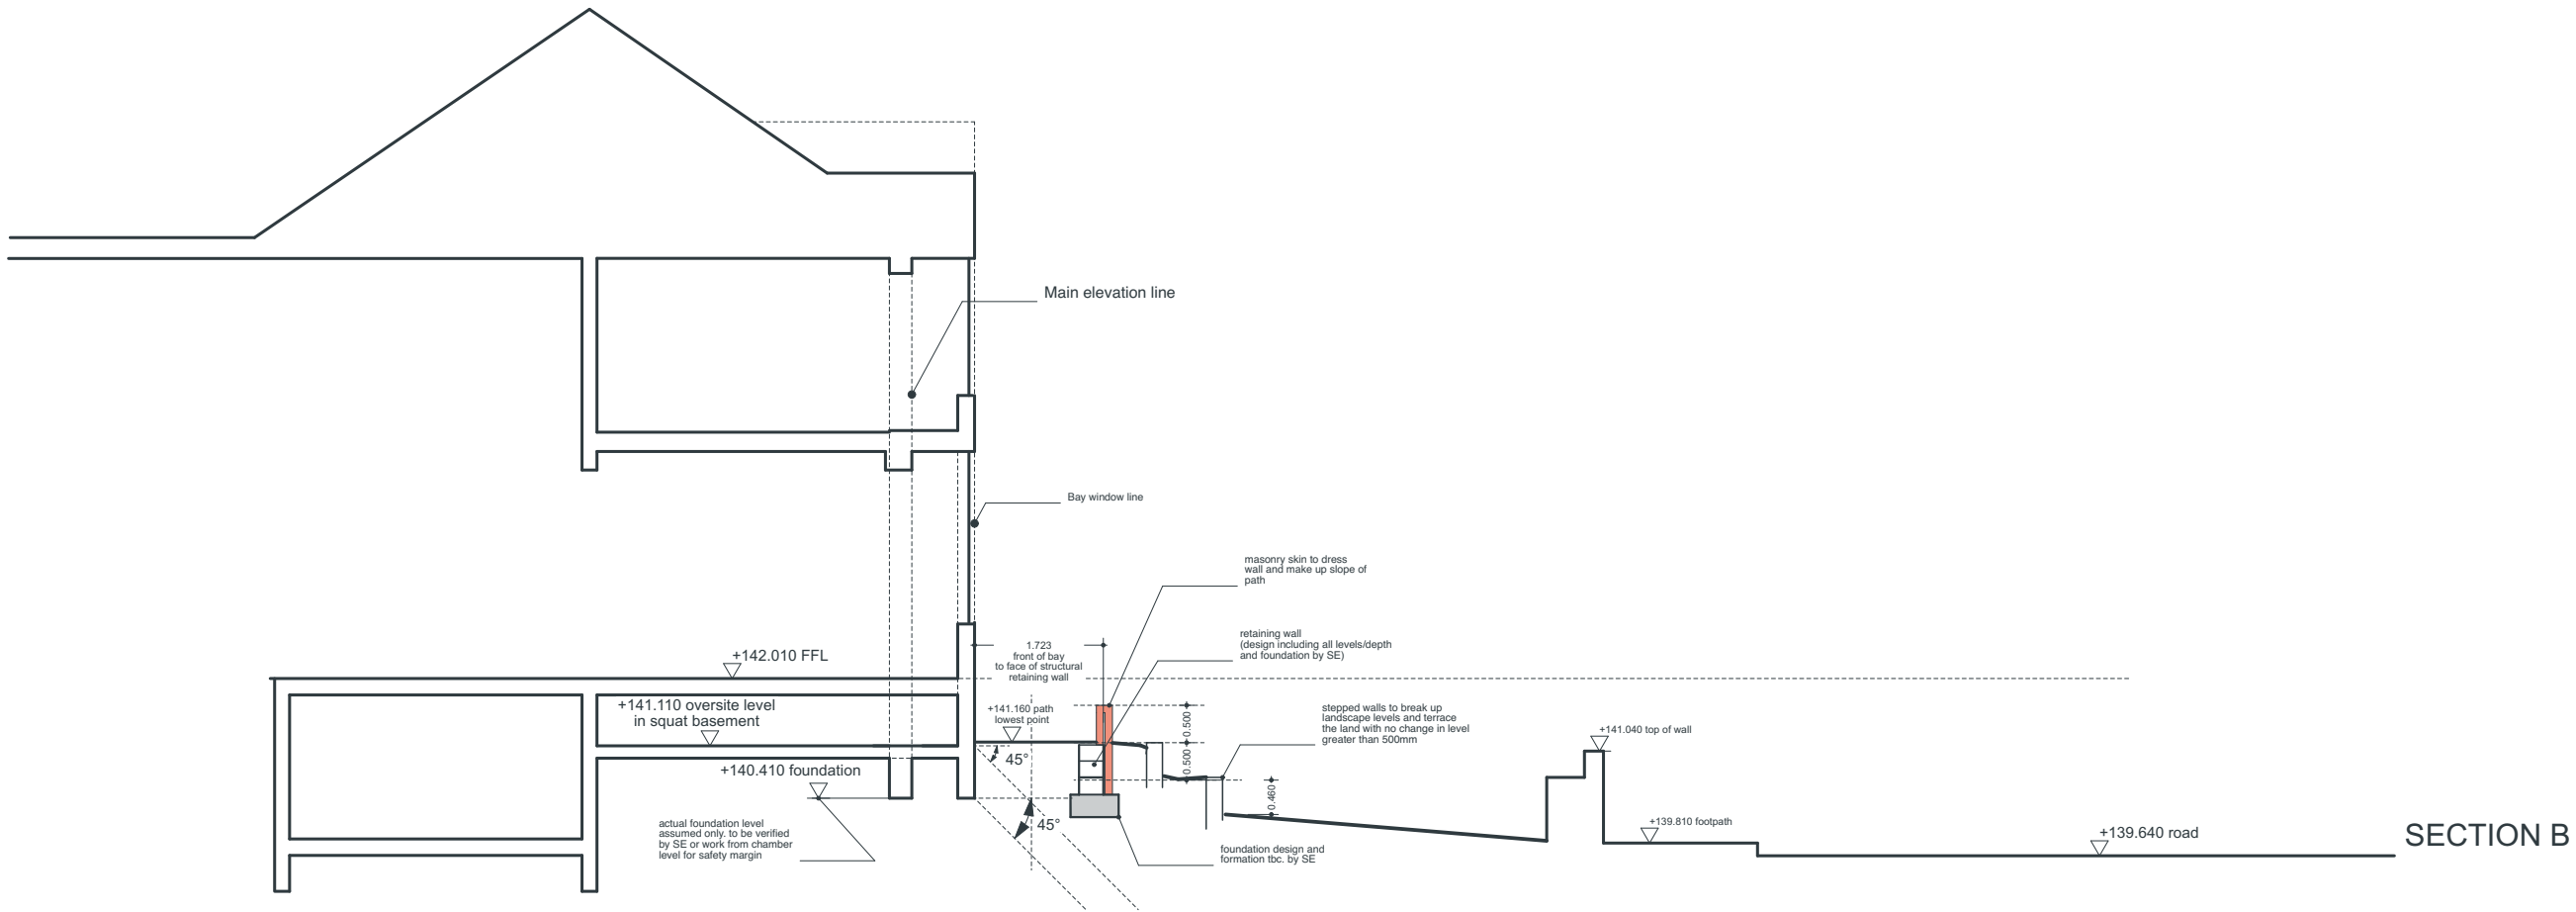 Main elevation line
Bay window line
masonry skin to dress
wall and make up slope of
path
retaining wall
(design including all levels/depth
and foundation by SE)
1.723
front of bay
to face of structural
retaining wall
+142.010 FFL
+141.110 oversite level
in squat basement
+141.160 path
lowest point
0.500
0.500
stepped walls to break up
landscape levels and terrace
the land with no change in level
greater than 500mm
+141.040 top of wall
45°
+140.410 foundation
0.460
45°
actual foundation level
assumed only. to be verified
by SE or work from chamber
level for safety margin
foundation design and
formation tbc. by SE
+139.810 footpath
+139.640 road
SECTION B